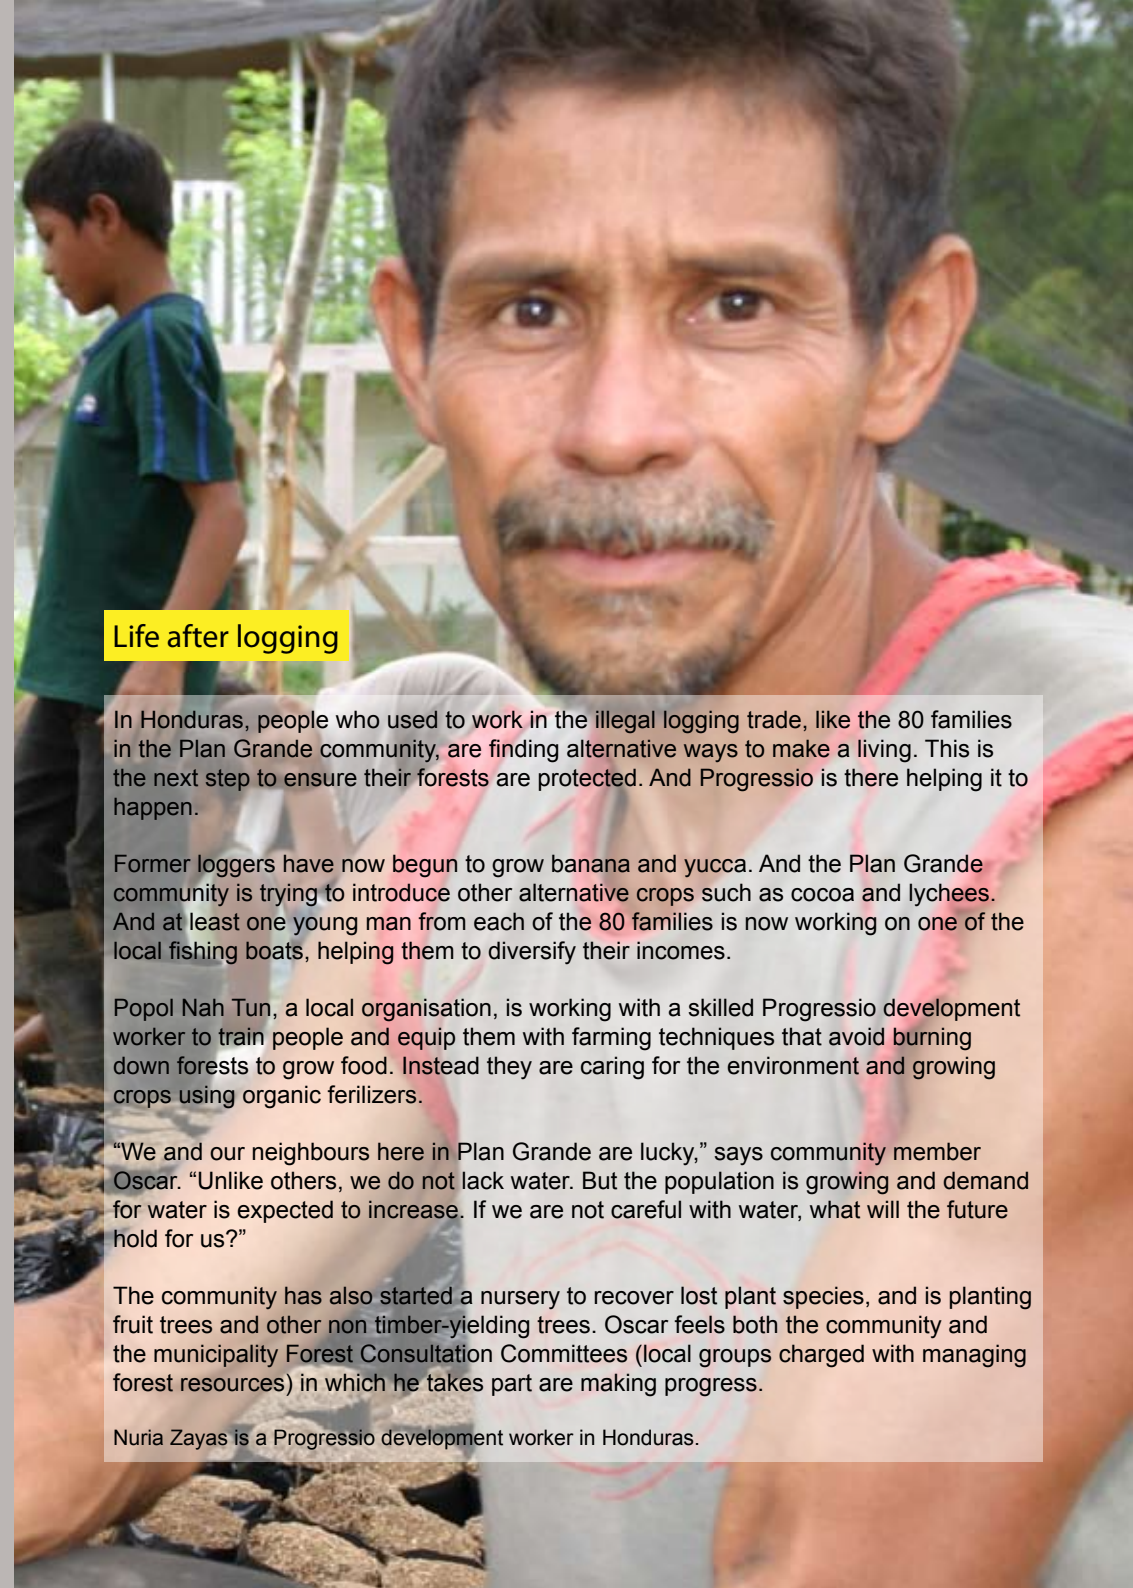 Life after logging
In Honduras, people who used to work in the illegal logging trade, like the 80 families
in the Plan Grande community, are finding alternative ways to make a living. This is
the next step to ensure their forests are protected. And Progressio is there helping it to
happen.
Former loggers have now begun to grow banana and yucca. And the Plan Grande
community is trying to introduce other alternative crops such as cocoa and lychees.
And at least one young man from each of the 80 families is now working on one of the
local fishing boats, helping them to diversify their incomes.
Popol Nah Tun, a local organisation, is working with a skilled Progressio development
worker to train people and equip them with farming techniques that avoid burning
down forests to grow food. Instead they are caring for the environment and growing
crops using organic ferilizers.
“We and our neighbours here in Plan Grande are lucky,” says community member
Oscar. “Unlike others, we do not lack water. But the population is growing and demand
for water is expected to increase. If we are not careful with water, what will the future
hold for us?”
The community has also started a nursery to recover lost plant species, and is planting
fruit trees and other non timber-yielding trees. Oscar feels both the community and
the municipality Forest Consultation Committees (local groups charged with managing
forest resources) in which he takes part are making progress.
Nuria Zayas is a Progressio development worker in Honduras.